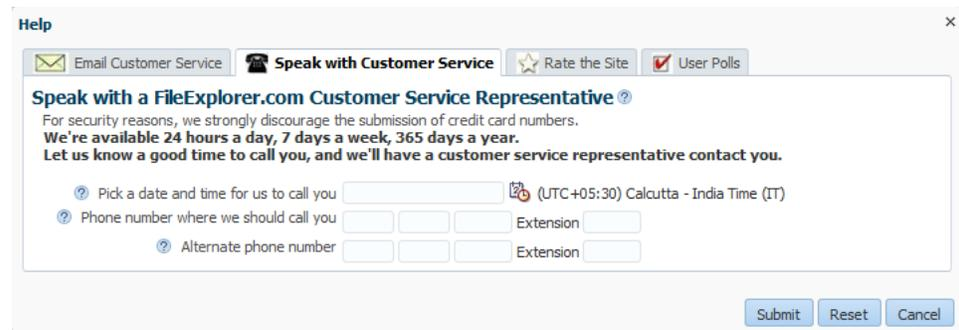 Help
Email Customer Service Speak with Customer Service Rate the Site User Polls
Speak with a FileExplorer.com Customer Service Representative
For security reasons, we strongly discourage the submission of credit card numbers.
We're available 24 hours a day, 7 days a week, 365 days a year.
Let us know a good time to call you, and we'll have a customer service representative contact you.
Pick a date and time for us to call you (UTC+05:30) Calcutta - India Time (IT)
Phone number where we should call you Extension
Alternate phone number Extension
Submit Reset Cancel